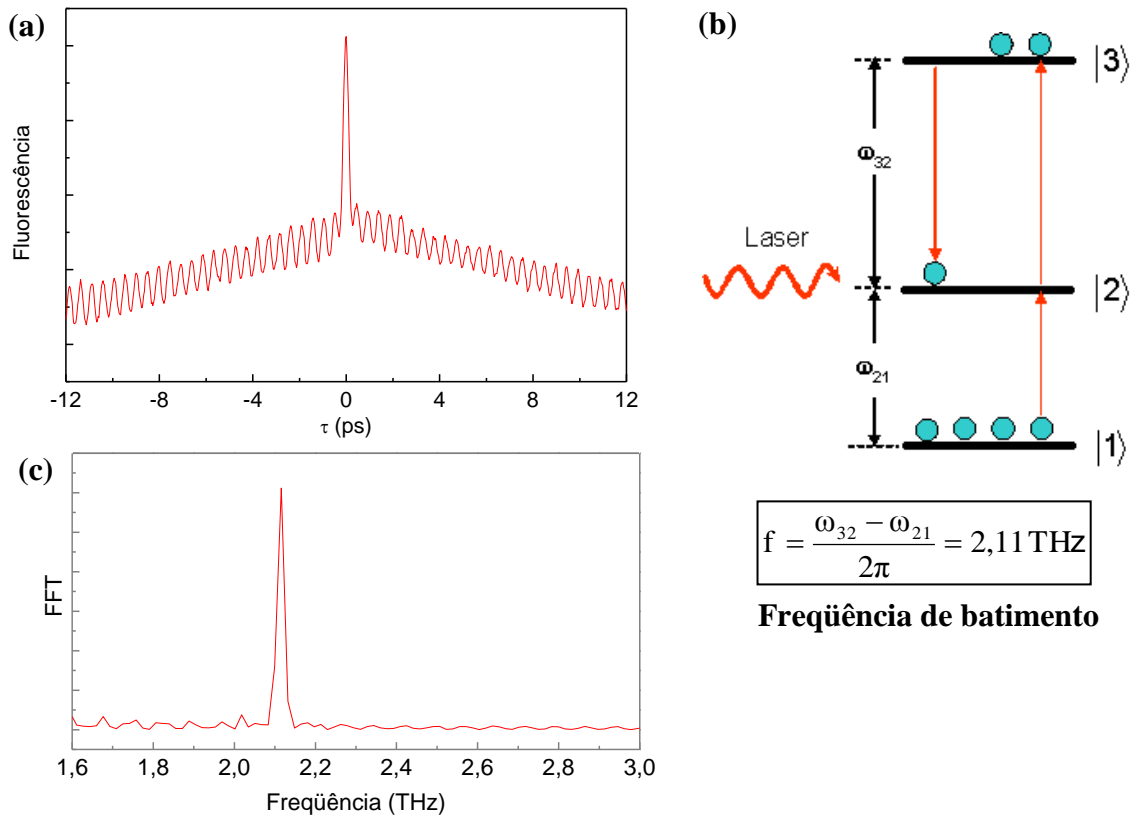 (a)
Fluorescência
-12 -8 -4 0 4 8 12
τ (ps)
(b)
|3⟩
ω32
Laser
|2⟩
ω21
|1⟩
f = (ω32 − ω21) / 2π = 2,11 THz
Freqüência de batimento
(c)
FFT
1,6 1,8 2,0 2,2 2,4 2,6 2,8 3,0
Freqüência (THz)